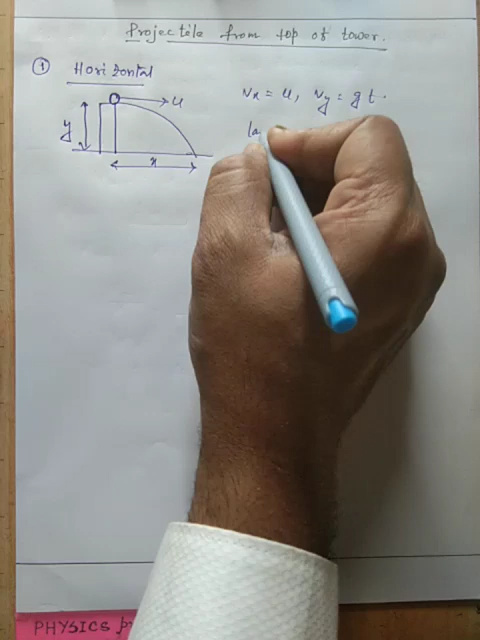 Projectile from top of tower.
① Horizontal
u
Vx = u, Vy = gt.
y
x
PHYSICS